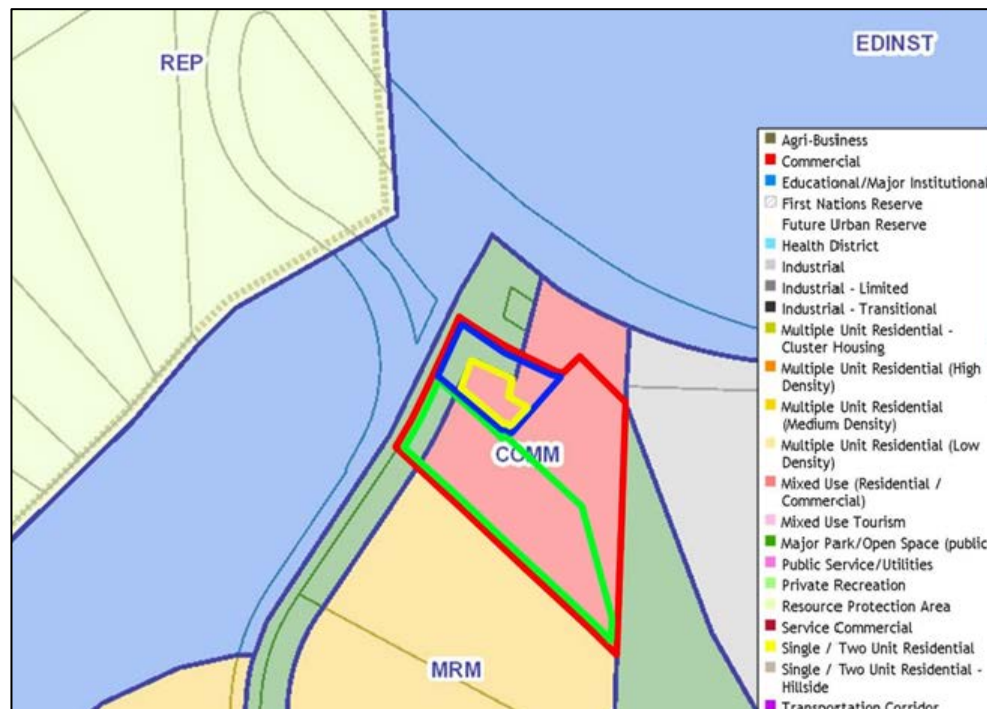 REP
EDINST
Agri-Business
Commercial
Educational/Major Institutional
First Nations Reserve
Future Urban Reserve
Health District
Industrial
Industrial - Limited
Industrial - Transitional
Multiple Unit Residential -
Cluster Housing
Multiple Unit Residential (High
Density)
Multiple Unit Residential
(Medium Density)
Multiple Unit Residential (Low
Density)
Mixed Use (Residential /
Commercial)
Mixed Use Tourism
Major Park/Open Space (public
Public Service/Utilities
Private Recreation
Resource Protection Area
Service Commercial
Single / Two Unit Residential
Single / Two Unit Residential -
Hillside
Transportation Corridor
COMM
MRM